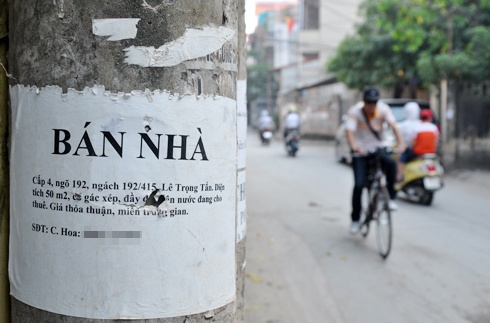 BÁN NHÀ
Cấp 4, ngõ 192, ngách 192/415, Lê Trọng Tấn. Diện
tích 50 m2, có gác xép, đầy đủ điện nước đang cho
thuê. Giá thỏa thuận, miễn trung gian.
SĐT: C. Hoa: